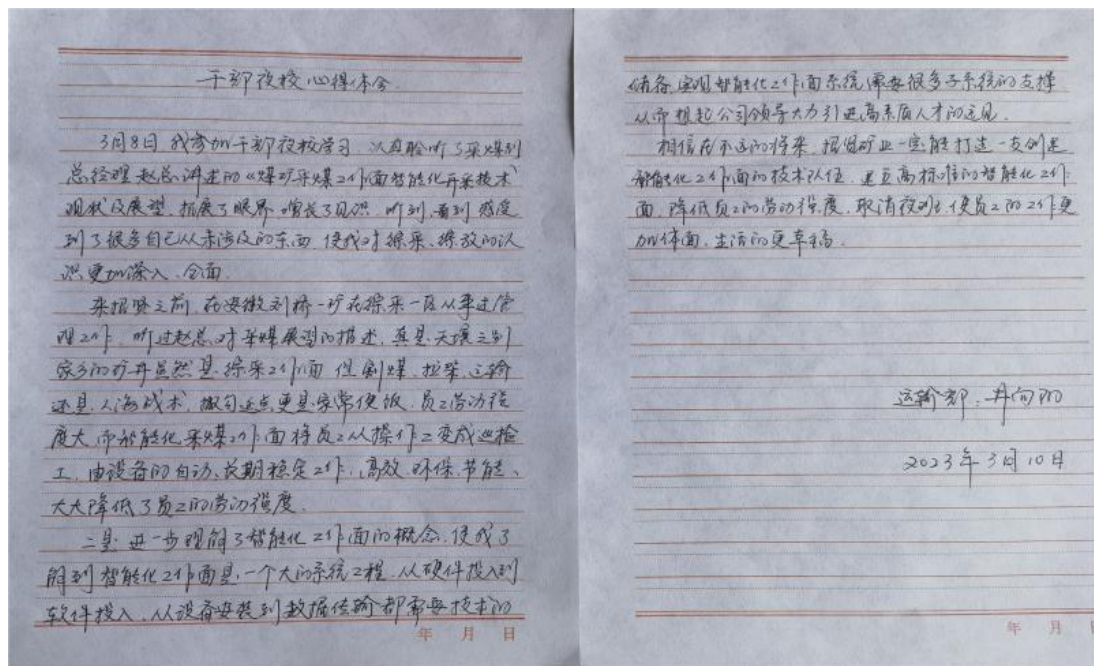 干部夜校心得体会
3月8日我参加干部夜校学习，认真聆听了采煤副
总经理赵总讲述的《煤矿采煤工作面智能化开采技术
现状及展望，拓展了眼界，增长了见识，听到、看到、感受
到了很多自己从未涉及的东西，使我对综采、综放的认
识更加深入、全面。
来招贤之前，在安徽刘桥一矿在综采一区从事过管
理工作，听过赵总对采煤展望的描述，真是天壤之别
家乡的矿井虽然是综采工作面，但割煤、拉架、运输
还是人海战术，撤勾延点更是家常便饭，员工劳动强
度大，而智能化采煤工作面将员工从操作工变成巡检
工，由设备的自动、长期稳定工作，高效、环保、节能、
大大降低了员工的劳动强度。
二是进一步理解了智能化工作面的概念，使我了
解到智能化工作面是一个大的系统工程，从硬件投入到
软件投入，从设备安装到数据传输都需要技术的
年 月 日
储备，实现智能化工作面系统需要很多子系统的支撑
从而想起公司领导大力引进高素质人才的远见。
相信在不远的将来，招贤矿业一定能打造一支创建
智能化工作面的技术队伍，建立高标准的智能化工作
面，降低员工的劳动强度，取消夜班，使员工的工作更
加体面，生活的更幸福。
运输部：井向阳
2023年3月10日
年 月 日